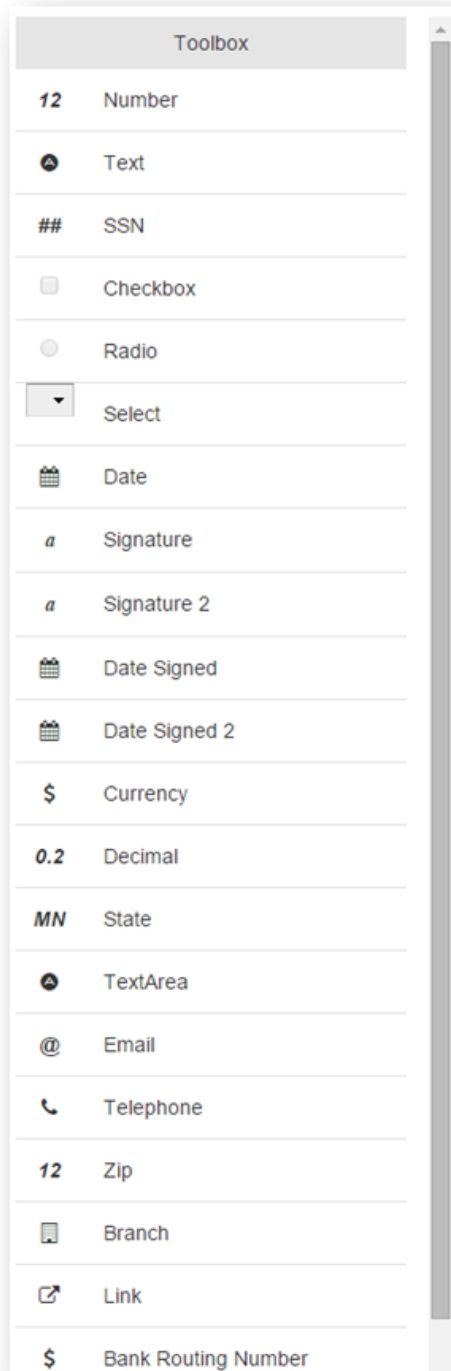 Toolbox
12 Number
Text
## SSN
Checkbox
Radio
Select
Date
a Signature
a Signature 2
Date Signed
Date Signed 2
$ Currency
0.2 Decimal
MN State
TextArea
@ Email
Telephone
12 Zip
Branch
Link
$ Bank Routing Number